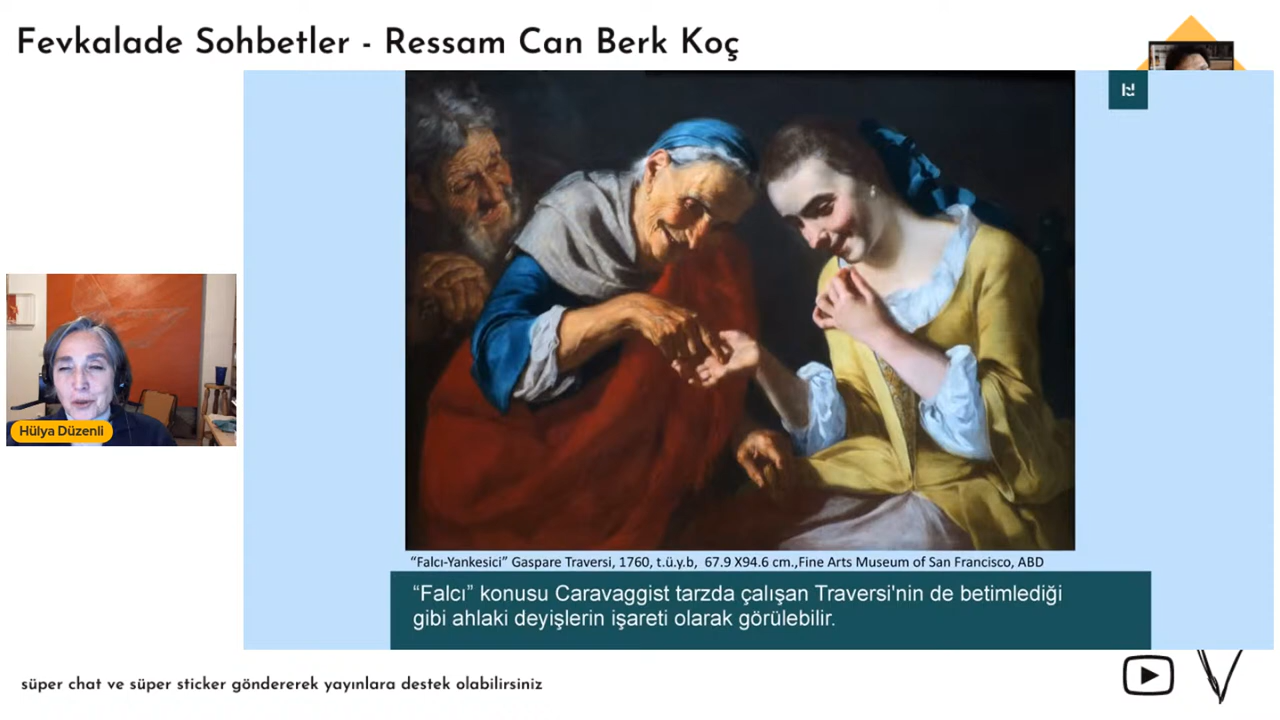 Fevkalade Sohbetler - Ressam Can Berk Koç
Hülya Düzenli
“Falcı-Yankesici” Gaspare Traversi, 1760, t.ü.y.b, 67.9 X94.6 cm.,Fine Arts Museum of San Francisco, ABD
“Falcı” konusu Caravaggist tarzda çalışan Traversi'nin de betimlediği
gibi ahlaki deyişlerin işareti olarak görülebilir.
süper chat ve süper sticker göndererek yayınlara destek olabilirsiniz